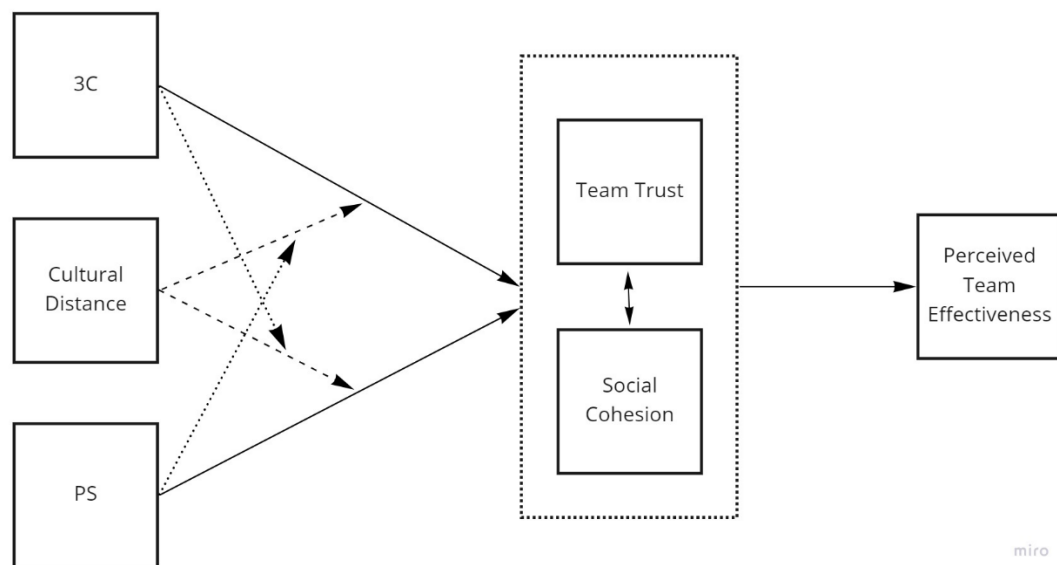 3C
Team Trust
Cultural
Distance
Perceived
Team
Effectiveness
Social
Cohesion
PS
miro